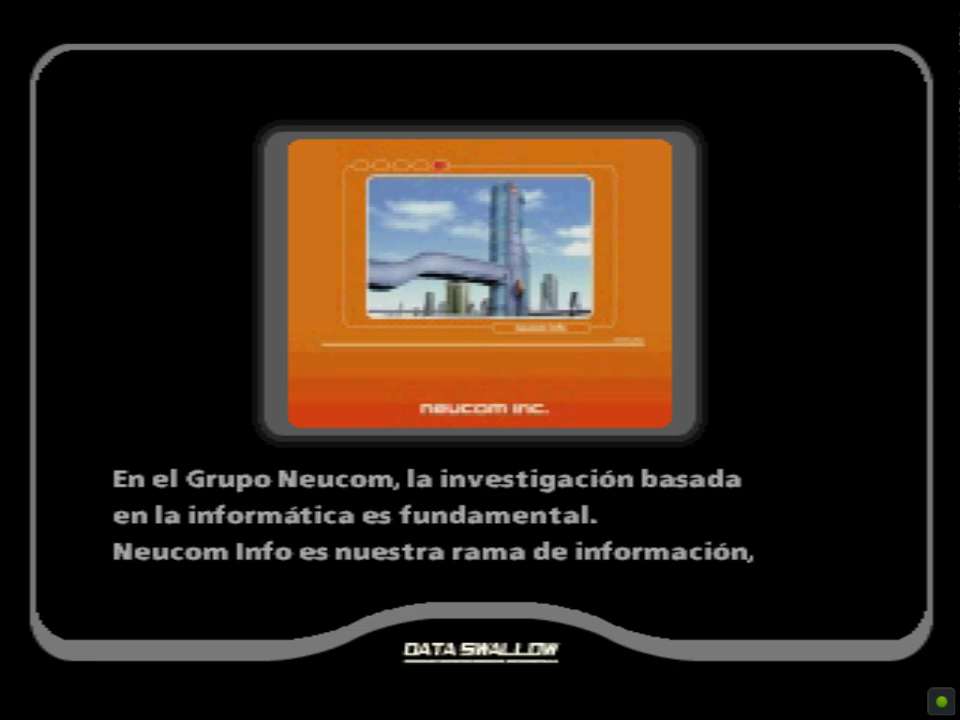 neucom inc.
En el Grupo Neucom, la investigación basada
en la informática es fundamental.
Neucom Info es nuestra rama de información,
DATA SWALLOW